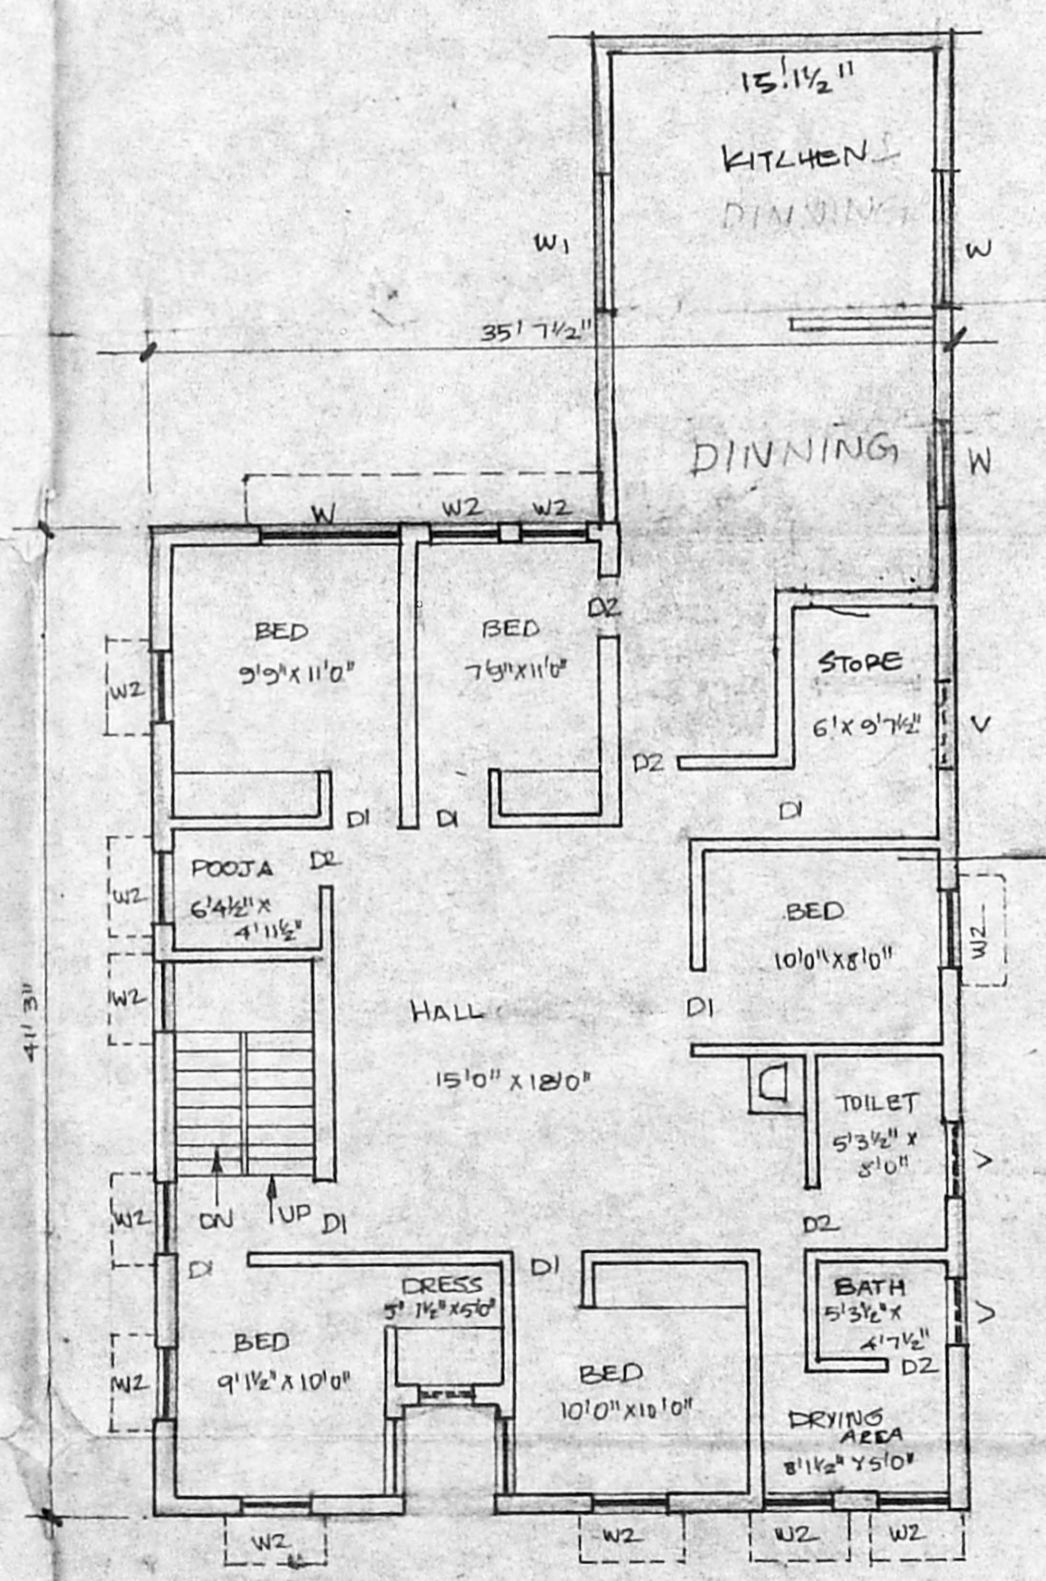 15'.1½"
KITCHEN
DINNING
W1
W
35' 7½"
DINNING
W
W
W2
W2
D2
BED
9'9" X 11'0"
BED
7'9" X 11'0"
STORE
6' X 9'7½"
V
W2
D2
D1
D1
D1
POOJA
6'4½" X
4'11½"
D2
W2
BED
10'0" X 8'0"
W2
W2
HALL
15'0" X 18'0"
D1
41' 3"
TOILET
5'3½" X
8'0"
V
W2
DN
UP
D1
D2
D1
D1
DRESS
5' 1½" X 5'0"
BATH
5'3½" X
4'7½"
V
D2
BED
9'1½" X 10'0"
W2
BED
10'0" X 10'0"
DRYING
AREA
8'1½" X 5'0"
W2
W2
W2
W2